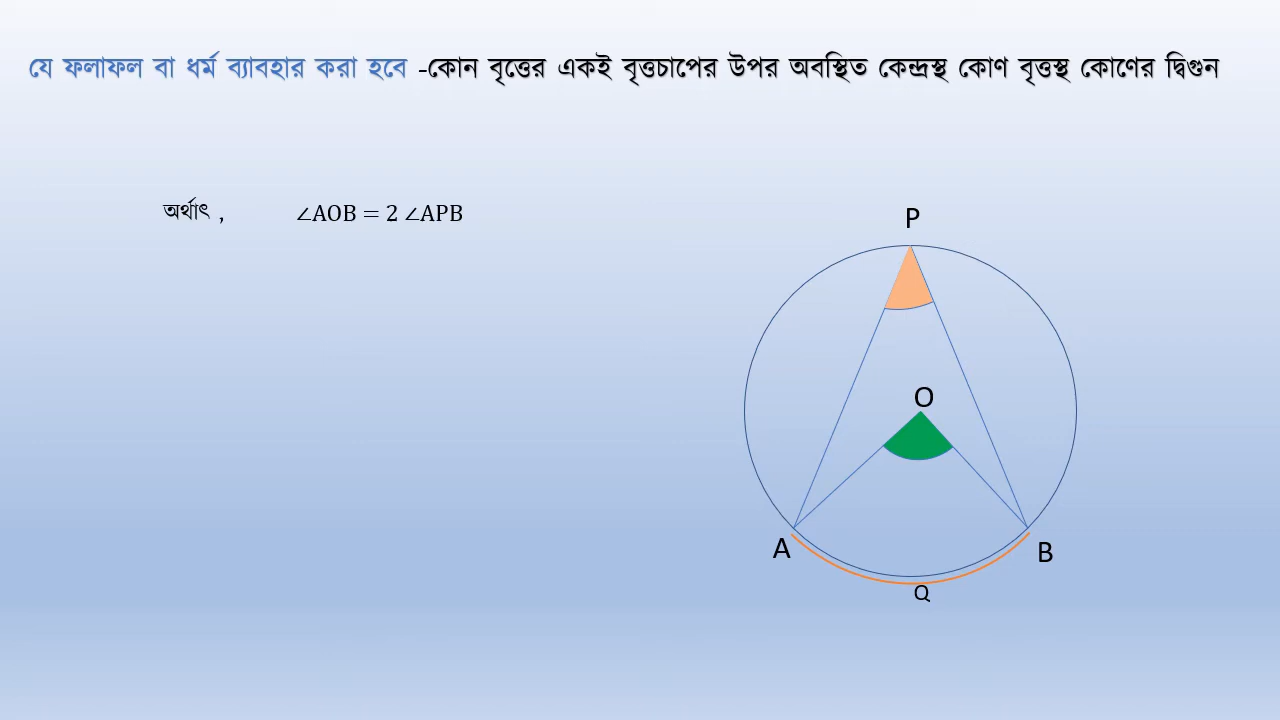 যে ফলাফল বা ধর্ম ব্যাবহার করা হবে -কোন বৃত্তের একই বৃত্তচাপের উপর অবস্থিত কেন্দ্রস্থ কোণ বৃত্তস্থ কোণের দ্বিগুন
অর্থাৎ , ∠AOB = 2 ∠APB
P
O
A
B
Q